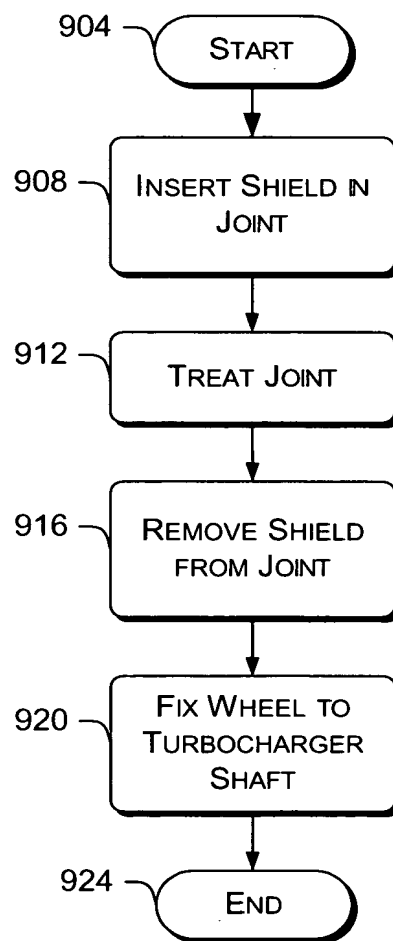 904
START
908
INSERT SHIELD IN
JOINT
912
TREAT JOINT
916
REMOVE SHIELD
FROM JOINT
920
FIX WHEEL TO
TURBOCHARGER
SHAFT
924
END